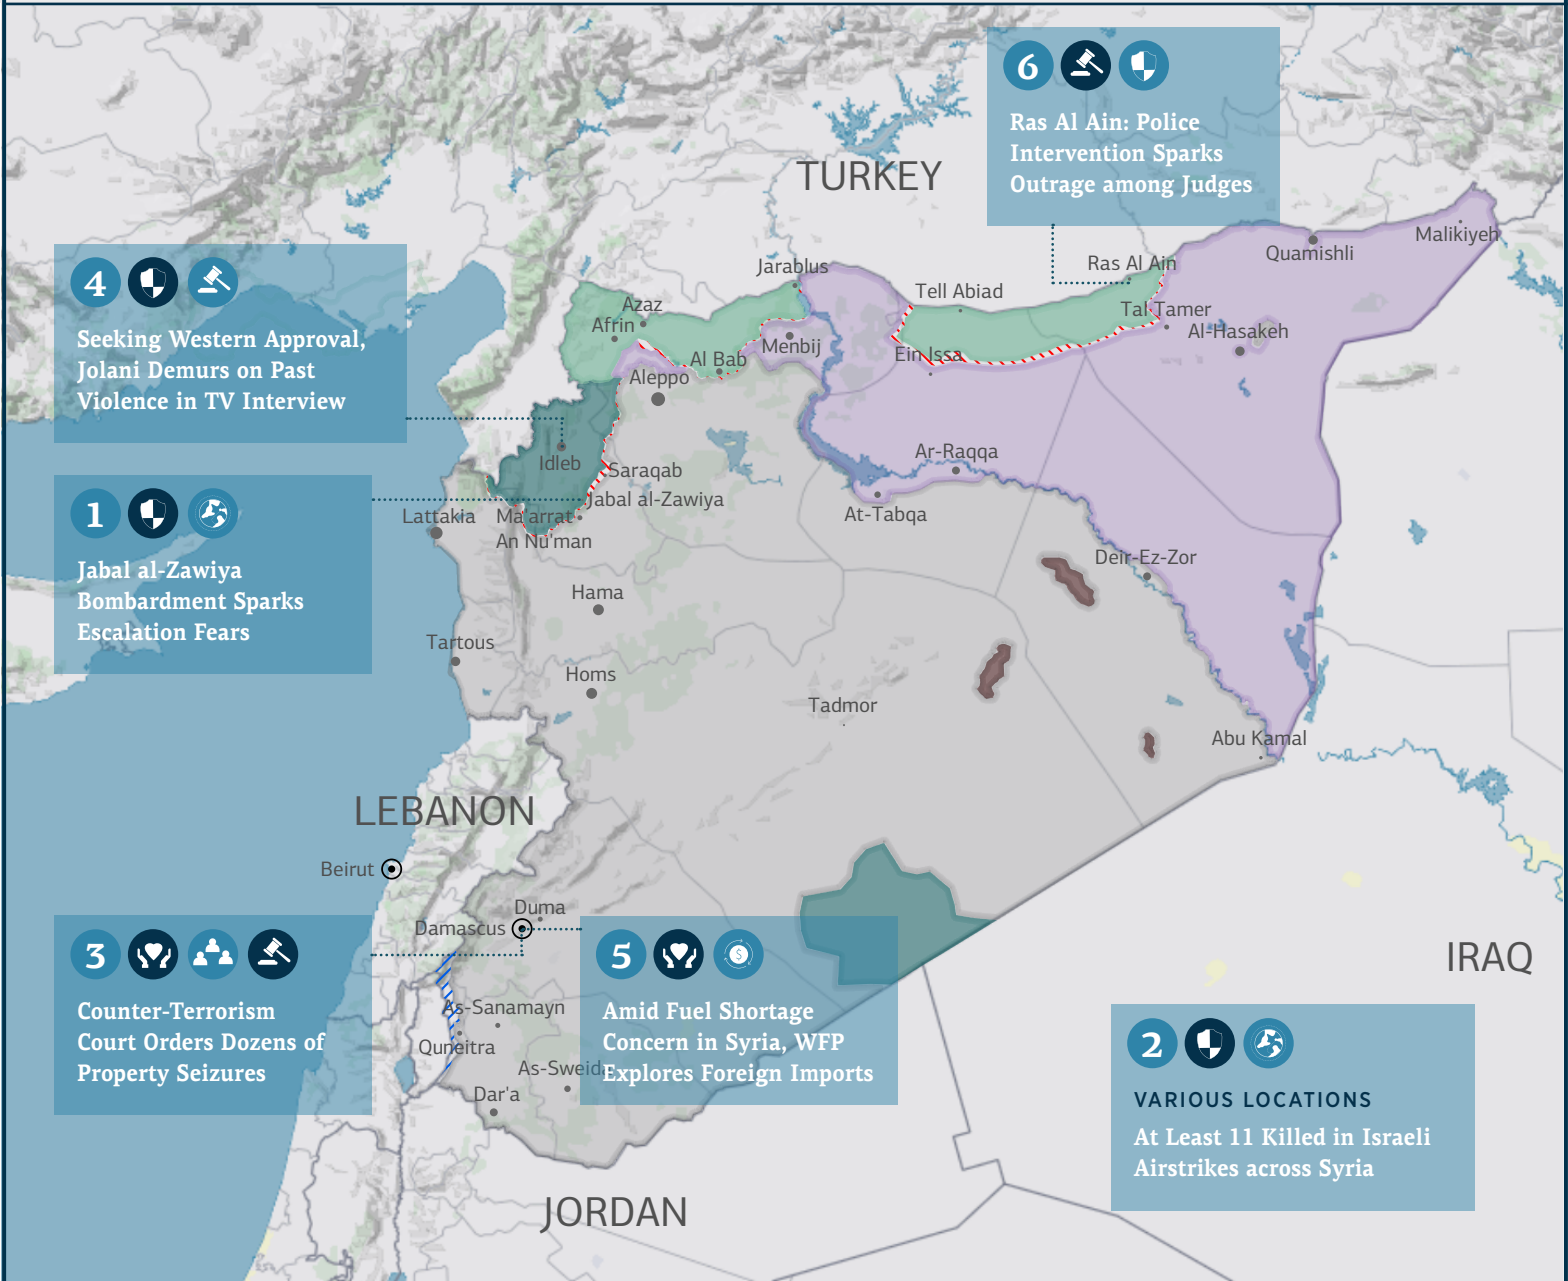 6
Ras Al Ain: Police
Intervention Sparks
Outrage among Judges
TURKEY
Malikiyeh
Quamishli
Ras Al Ain
Jarablus
Tell Abiad
Tal Tamer
Al-Hasakeh
4
Seeking Western Approval,
Jolani Demurs on Past
Violence in TV Interview
Azaz
Afrin
Menbij
Al Bab
Ein Issa
Aleppo
Idleb
Saraqab
Ar-Raqqa
Jabal al-Zawiya
At-Tabqa
1
Jabal al-Zawiya
Bombardment Sparks
Escalation Fears
Lattakia
Ma'arrat
An Nu'man
Deir-Ez-Zor
Hama
Tartous
Homs
Tadmor
Abu Kamal
LEBANON
Beirut
Duma
Damascus
3
Counter-Terrorism
Court Orders Dozens of
Property Seizures
5
Amid Fuel Shortage
Concern in Syria, WFP
Explores Foreign Imports
$
IRAQ
As-Sanamayn
Quneitra
As-Sweida
Dar'a
2
VARIOUS LOCATIONS
At Least 11 Killed in Israeli
Airstrikes across Syria
JORDAN